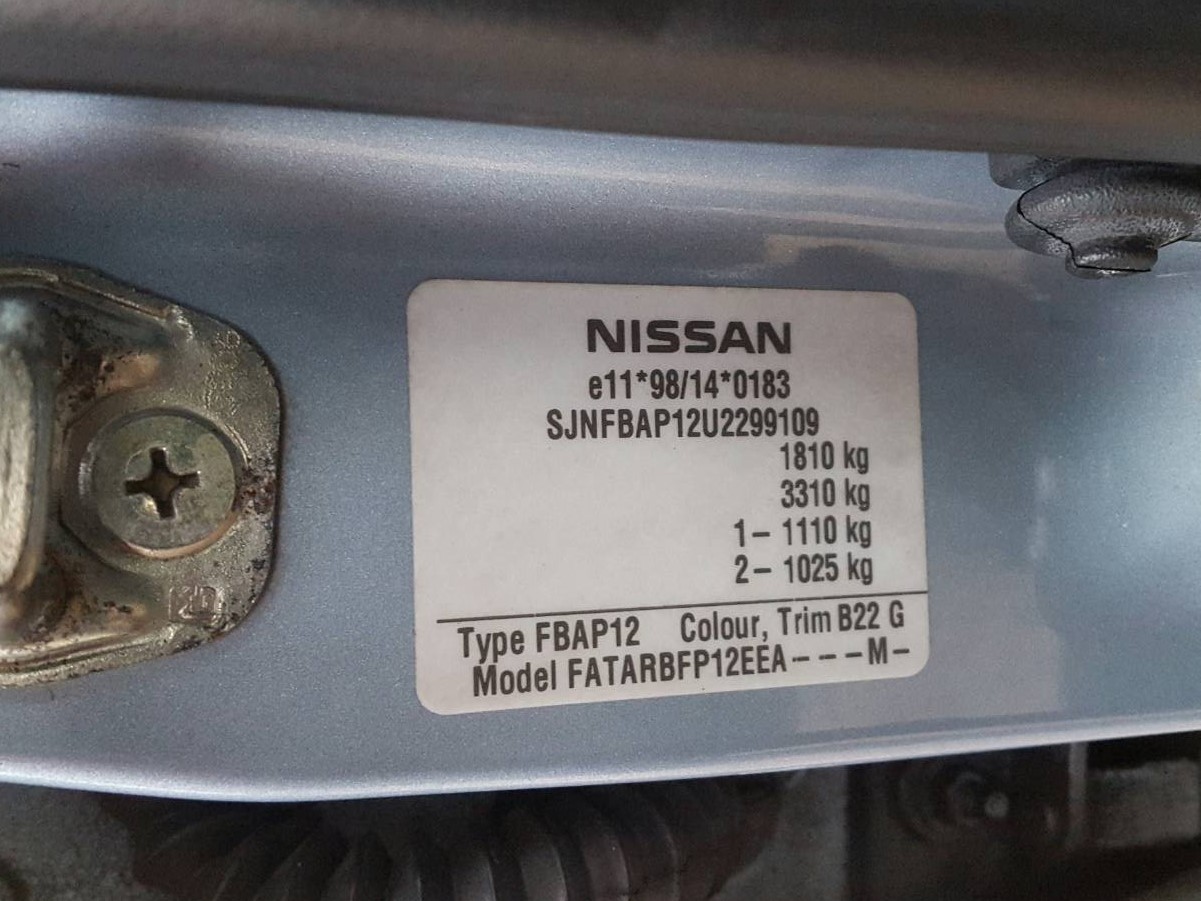 NISSAN
e11*98/14*0183
SJNFBAP12U2299109
1810 kg
3310 kg
1- 1110 kg
2- 1025 kg
Type FBAP12 Colour, Trim B22 G
Model FATARBFP12EEA---M-